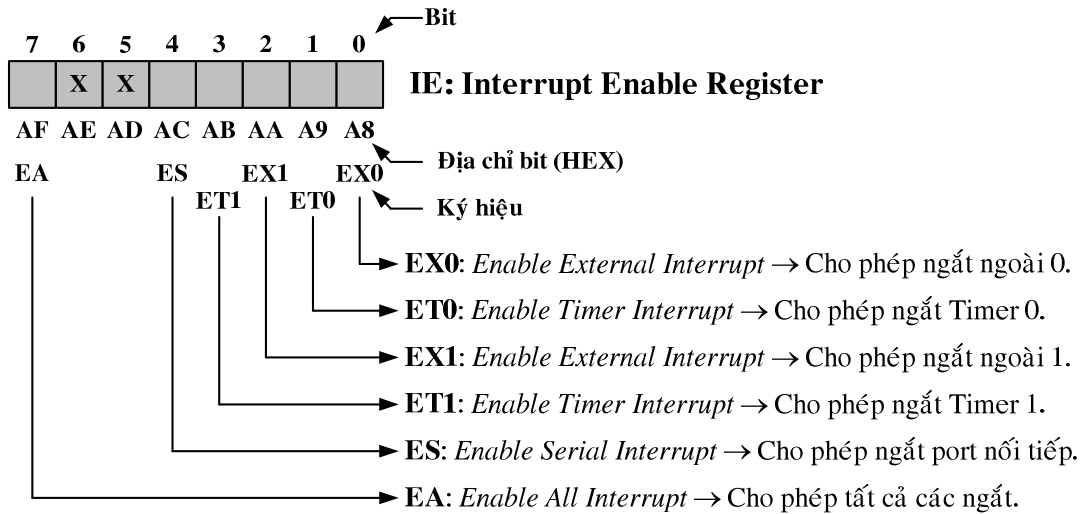 Bit
7 6 5 4 3 2 1 0
X X
IE: Interrupt Enable Register
AF AE AD AC AB AA A9 A8
Địa chỉ bit (HEX)
EA ES EX1 EX0
ET1 ET0
Ký hiệu
EX0: Enable External Interrupt → Cho phép ngắt ngoài 0.
ET0: Enable Timer Interrupt → Cho phép ngắt Timer 0.
EX1: Enable External Interrupt → Cho phép ngắt ngoài 1.
ET1: Enable Timer Interrupt → Cho phép ngắt Timer 1.
ES: Enable Serial Interrupt → Cho phép ngắt port nối tiếp.
EA: Enable All Interrupt → Cho phép tất cả các ngắt.